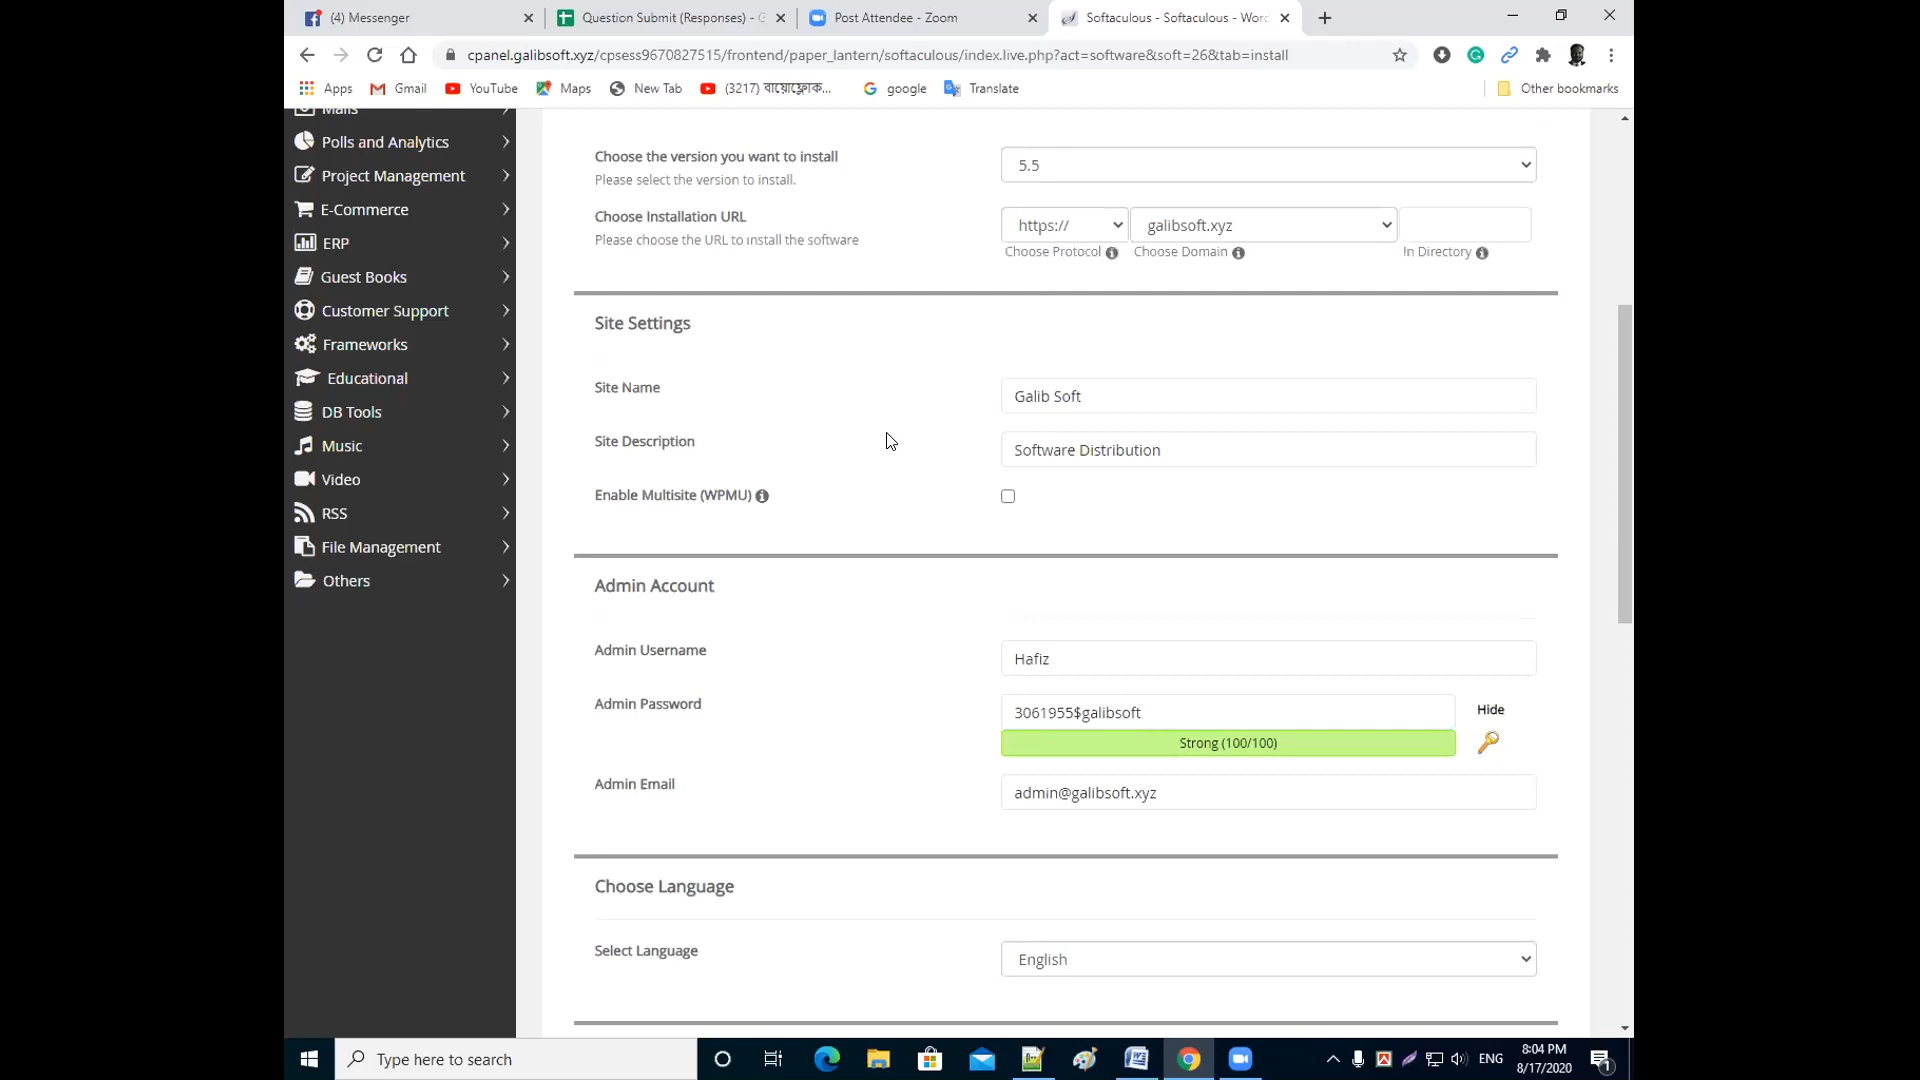 (4) Messenger
Question Submit (Responses) - G
Post Attendee - Zoom
Softaculous - Softaculous - Word
cpanel.galibsoft.xyz/cpsess9670827515/frontend/paper_lantern/softaculous/index.live.php?act=software&soft=26&tab=install
Apps
Gmail
YouTube
Maps
New Tab
(3217) বায়োফ্লোক...
google
Translate
Other bookmarks
Mails
Polls and Analytics
Project Management
E-Commerce
ERP
Guest Books
Customer Support
Frameworks
Educational
DB Tools
Music
Video
RSS
File Management
Others
Choose the version you want to install
Please select the version to install.
5.5
Choose Installation URL
Please choose the URL to install the software
https://
galibsoft.xyz
Choose Protocol
Choose Domain
In Directory
Site Settings
Site Name
Galib Soft
Site Description
Software Distribution
Enable Multisite (WPMU)
Admin Account
Admin Username
Hafiz
Admin Password
3061955$galibsoft
Hide
Strong (100/100)
Admin Email
admin@galibsoft.xyz
Choose Language
Select Language
English
Type here to search
ENG
8:04 PM
8/17/2020
1